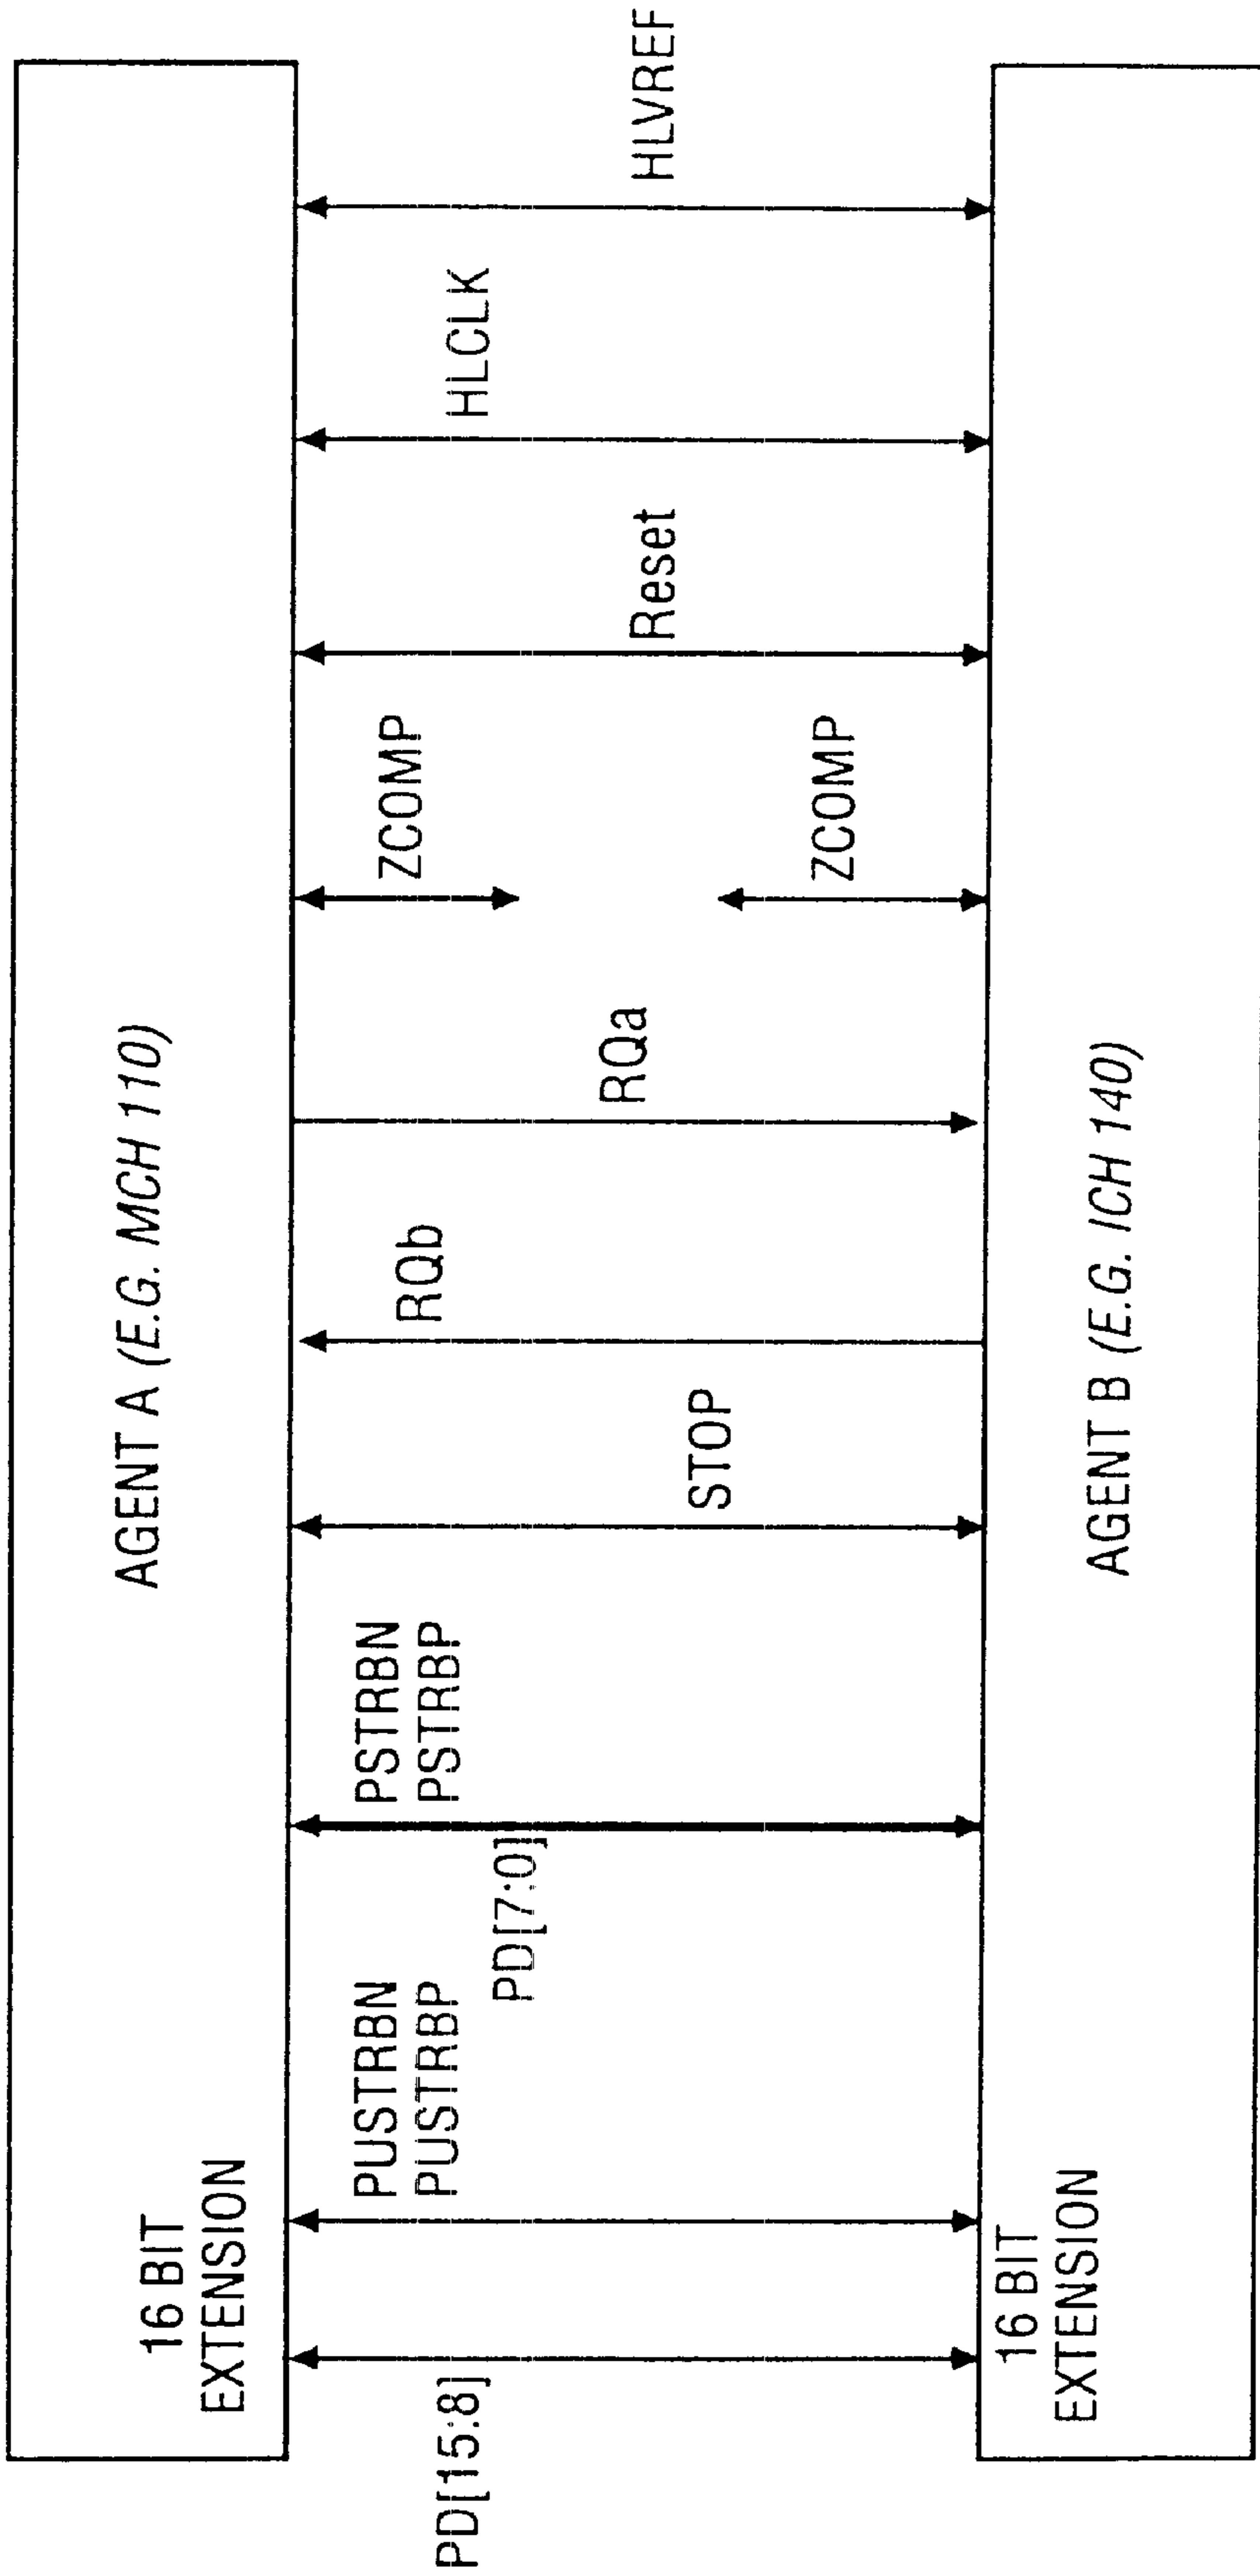 AGENT A (E.G. MCH 110)
16 BIT
EXTENSION
PD[15:8]
PUSTRBN
PUSTRBP
PD[7:0]
PSTRBN
PSTRBP
STOP
RQb
RQa
ZCOMP
ZCOMP
Reset
HLCLK
HLVREF
16 BIT
EXTENSION
AGENT B (E.G. ICH 140)